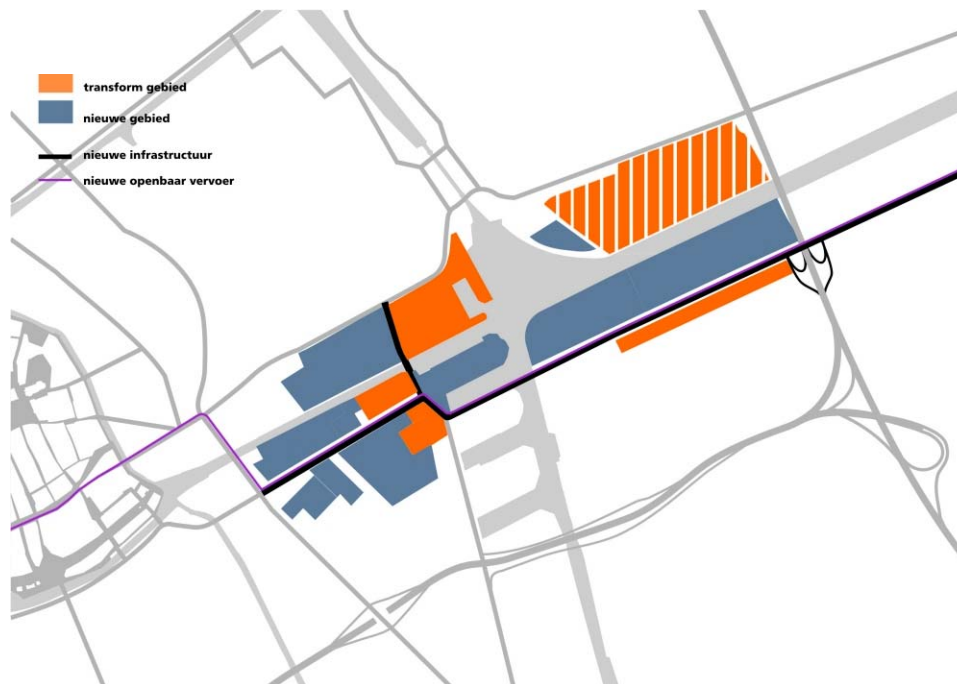 transform gebied
nieuwe gebied
nieuwe infrastructuur
nieuwe openbaar vervoer